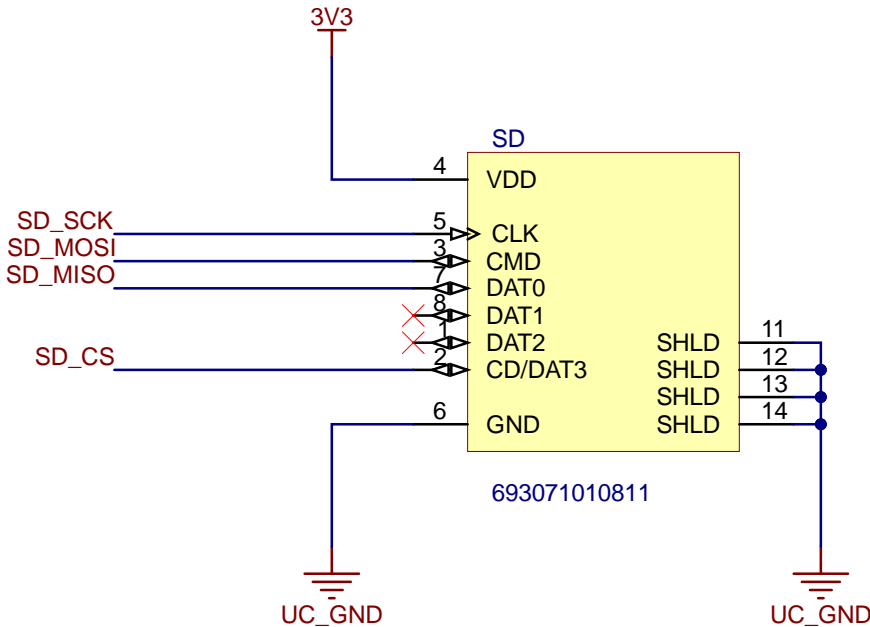 3V3
SD
4 VDD
SD_SCK 5 CLK
SD_MOSI 3 CMD
SD_MISO 7 DAT0
8 DAT1
1 DAT2 SHLD 11
SD_CS 2 CD/DAT3 SHLD 12
SHLD 13
6 GND SHLD 14
693071010811
UC_GND UC_GND